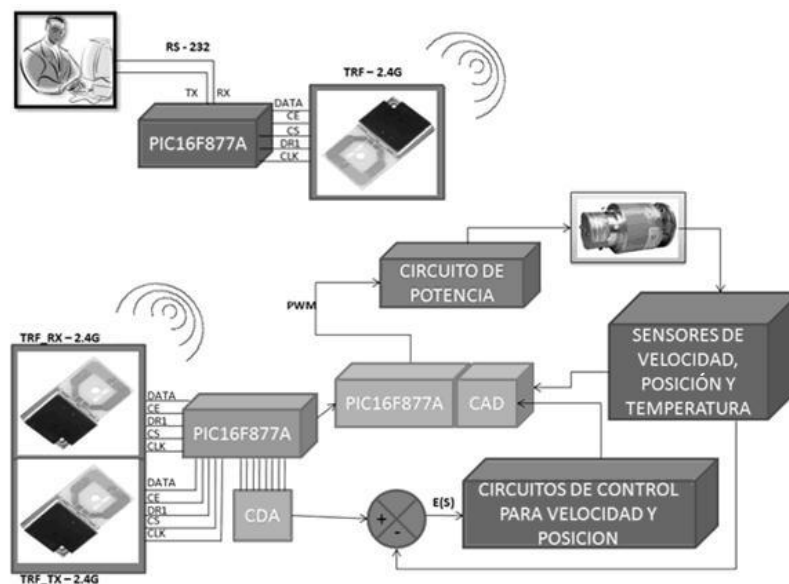 RS - 232
TX
RX
TRF – 2.4G
PIC16F877A
DATA
CE
CS
DR1
CLK
CIRCUITO DE
POTENCIA
PWM
TRF_RX – 2.4G
SENSORES DE
VELOCIDAD,
POSICIÓN Y
TEMPERATURA
DATA
CE
DR1
CS
CLK
PIC16F877A
PIC16F877A
CAD
DATA
CE
DR1
CS
CLK
CDA
+
-
E(S)
CIRCUITOS DE CONTROL
PARA VELOCIDAD Y
POSICION
TRF_TX – 2.4G